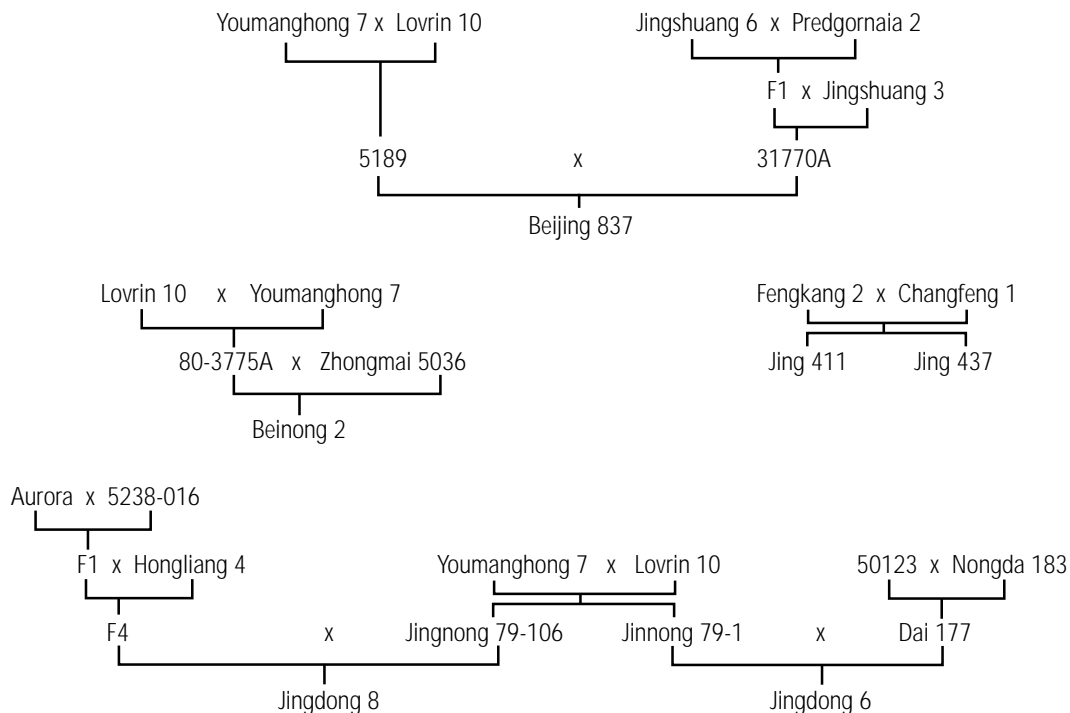 Youmanghong 7 x Lovrin 10 Jingshuang 6 x Predgornaia 2
F1 x Jingshuang 3
5189 x 31770A
Beijing 837
Lovrin 10 x Youmanghong 7 Fengkang 2 x Changfeng 1
80-3775A x Zhongmai 5036 Jing 411 Jing 437
Beinong 2
Aurora x 5238-016
F1 x Hongliang 4 Youmanghong 7 x Lovrin 10 50123 x Nongda 183
F4 x Jingnong 79-106 Jinnong 79-1 x Dai 177
Jingdong 8 Jingdong 6